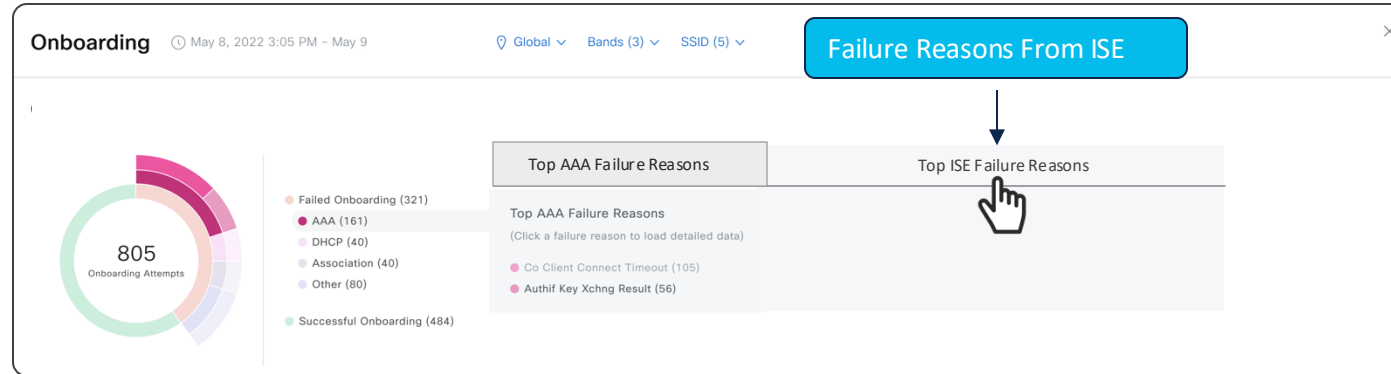 Onboarding
May 8, 2022 3:05 PM - May 9
Global
Bands (3)
SSID (5)
Failure Reasons From ISE
Top AAA Failure Reasons
Top ISE Failure Reasons
805
Onboarding Attempts
Failed Onboarding (321)
AAA (161)
DHCP (40)
Association (40)
Other (80)
Successful Onboarding (484)
Top AAA Failure Reasons
(Click a failure reason to load detailed data)
Co Client Connect Timeout (105)
Authif Key Xchng Result (56)